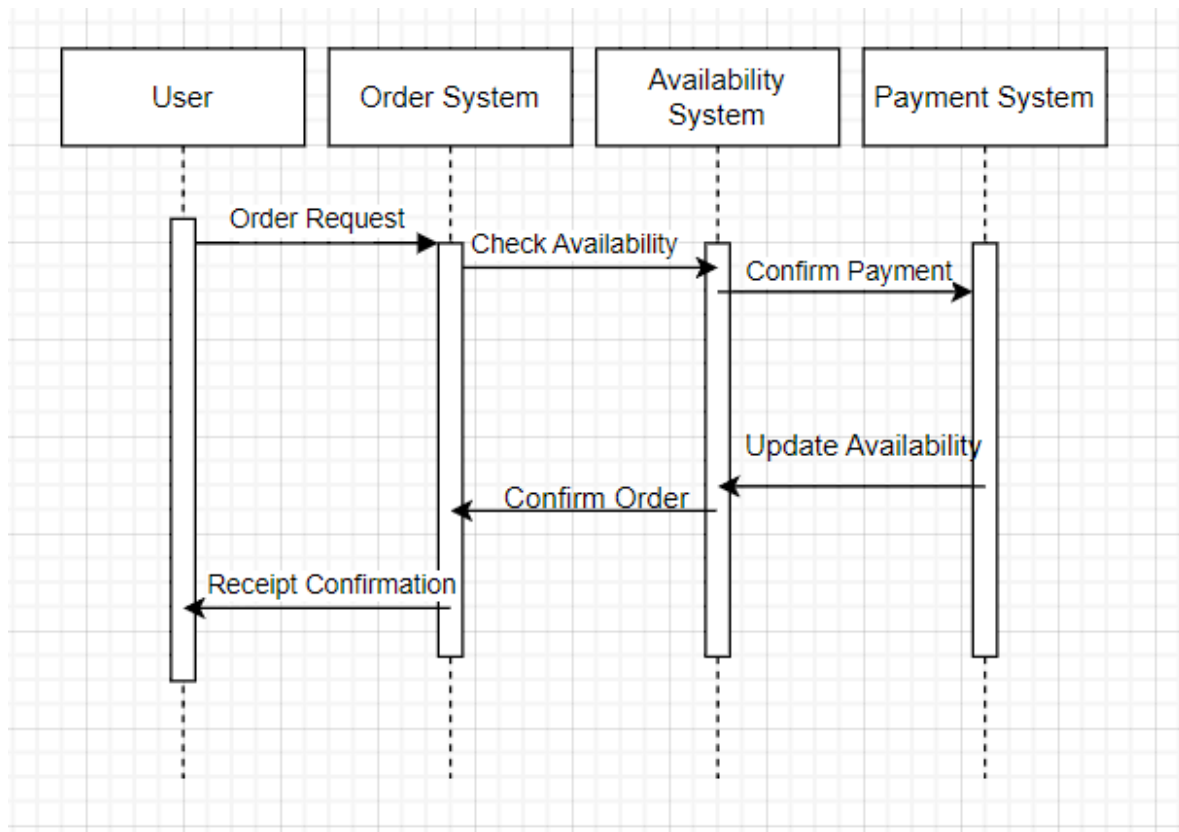 User
Order System
Availability
System
Payment System
Order Request
Check Availability
Confirm Payment
Update Availability
Confirm Order
Receipt Confirmation